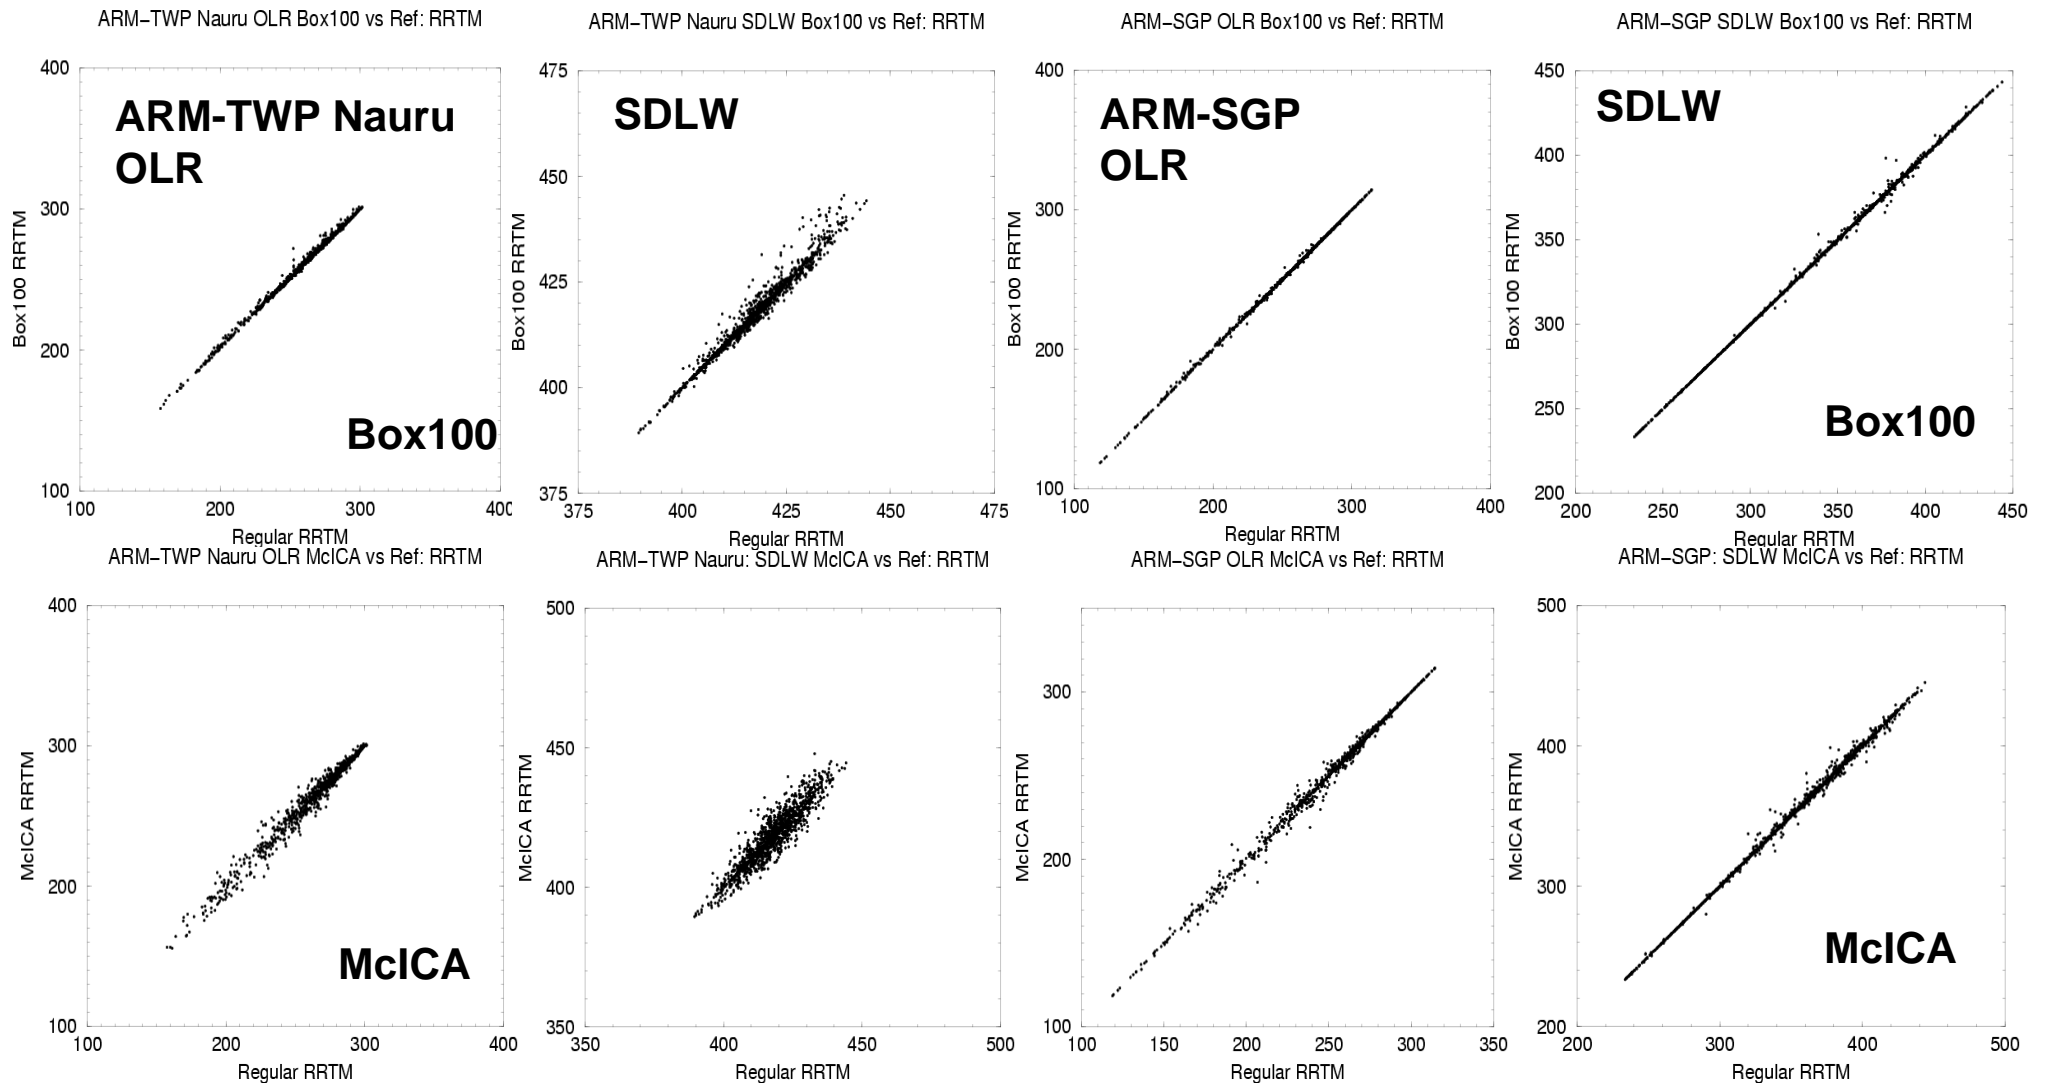 ARM−TWP Nauru OLR Box100 vs Ref: RRTM
400
300
200
100
100
200
300
400
Box100 RRTM
Regular RRTM
ARM-TWP Nauru
OLR
Box100
ARM−TWP Nauru SDLW Box100 vs Ref: RRTM
475
450
425
400
375
375
400
425
450
475
Box100 RRTM
Regular RRTM
SDLW
ARM−SGP OLR Box100 vs Ref: RRTM
400
300
200
100
100
200
300
400
Box100 RRTM
Regular RRTM
ARM-SGP
OLR
ARM−SGP SDLW Box100 vs Ref: RRTM
450
400
350
300
250
200
200
250
300
350
400
450
Box100 RRTM
Regular RRTM
SDLW
Box100
ARM−TWP Nauru OLR McICA vs Ref: RRTM
400
300
200
100
100
200
300
400
McICA RRTM
Regular RRTM
McICA
ARM−TWP Nauru: SDLW McICA vs Ref: RRTM
500
450
400
350
350
400
450
500
McICA RRTM
Regular RRTM
ARM−SGP OLR McICA vs Ref: RRTM
300
200
100
100
150
200
250
300
350
McICA RRTM
Regular RRTM
ARM−SGP: SDLW McICA vs Ref: RRTM
500
400
300
200
200
300
400
500
McICA RRTM
Regular RRTM
McICA